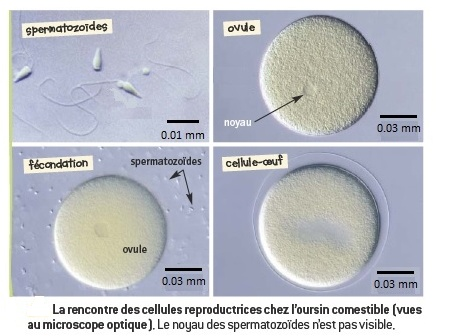 spermatozoïdes
0.01 mm
ovule
noyau
0.03 mm
fécondation
spermatozoïdes
ovule
0.03 mm
cellule-œuf
0.03 mm
La rencontre des cellules reproductrices chez l'oursin comestible (vues
au microscope optique). Le noyau des spermatozoïdes n'est pas visible.